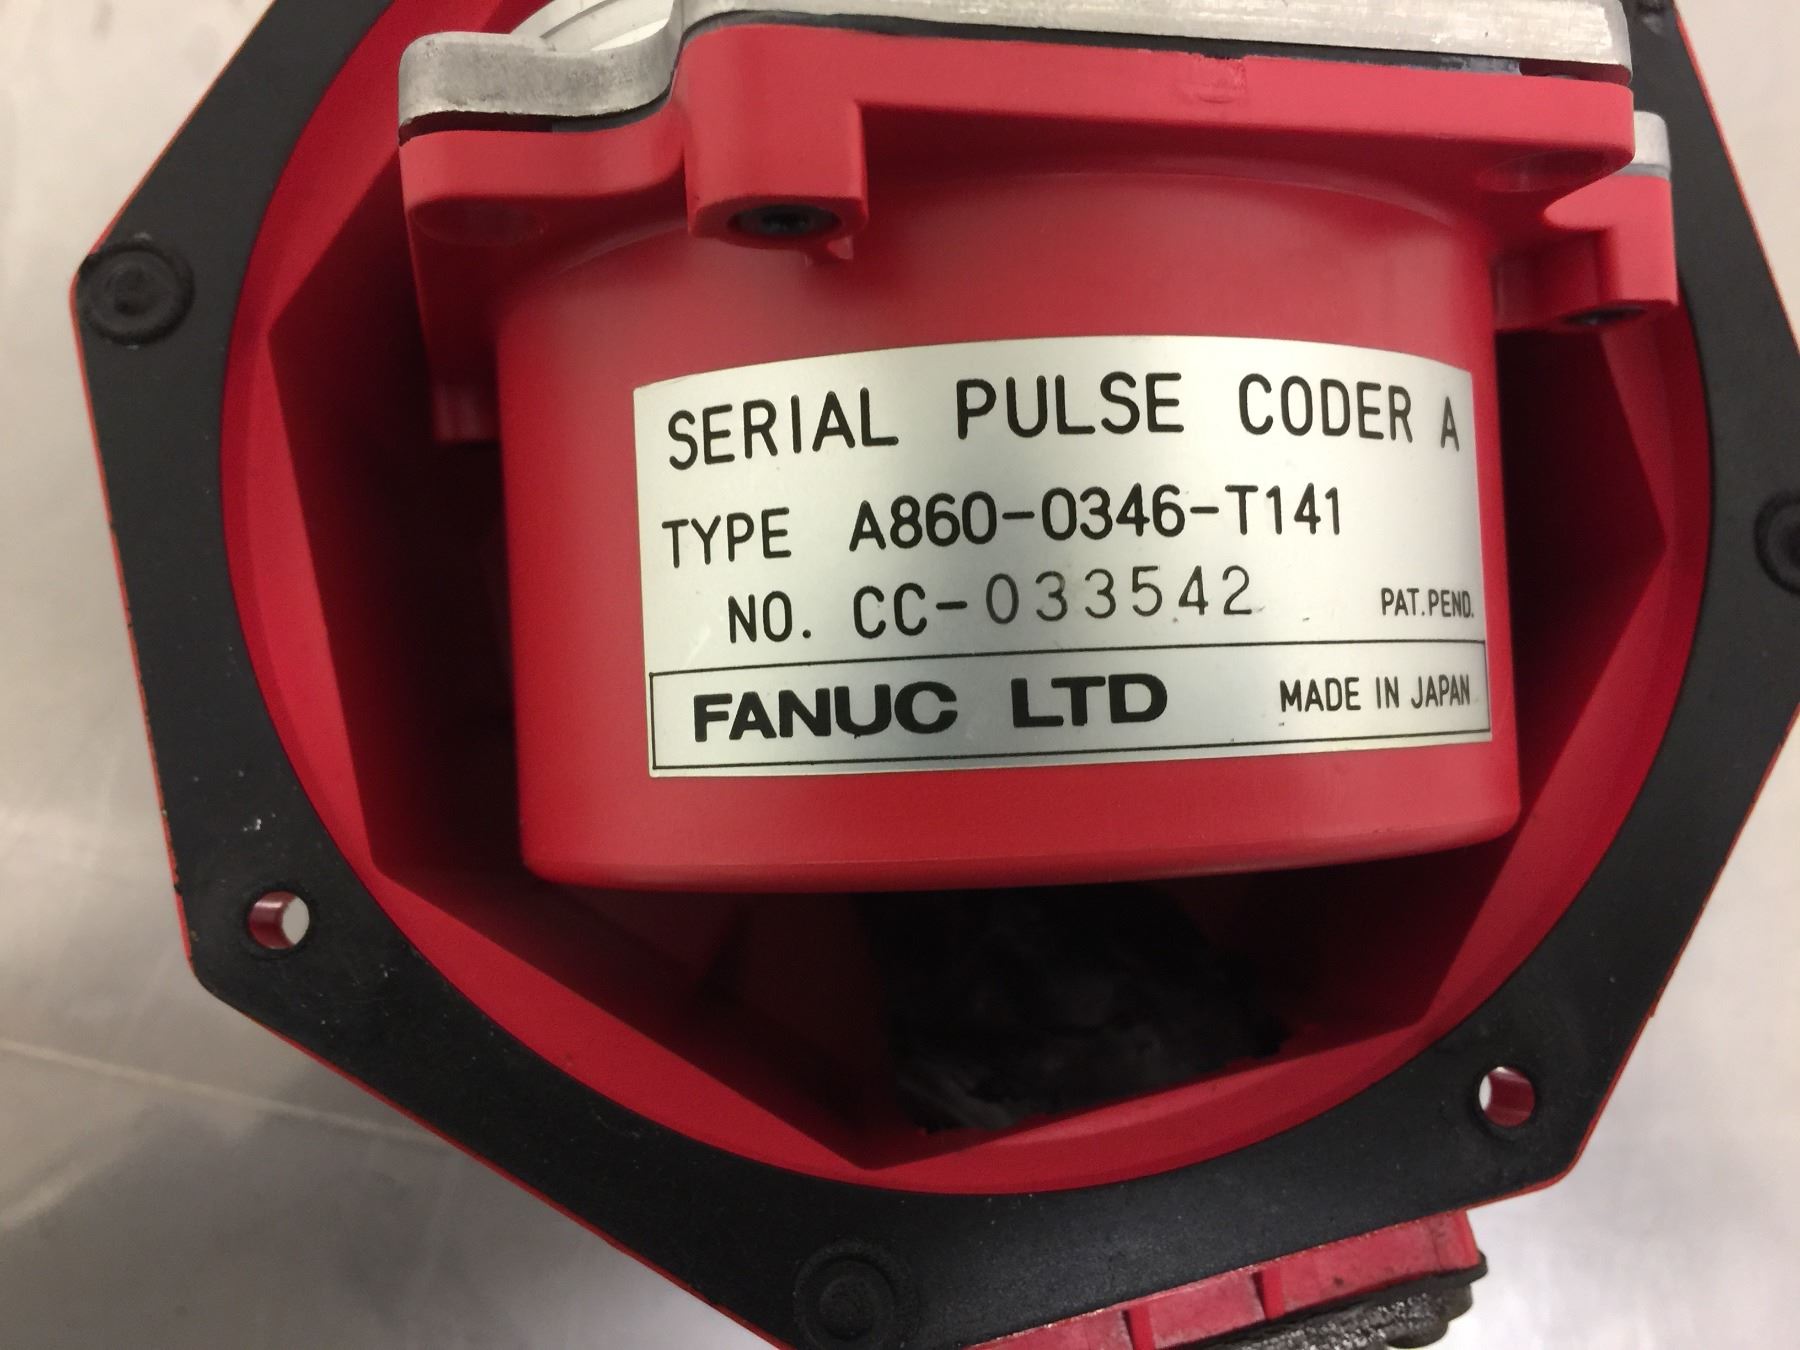 SERIAL PULSE CODER A
TYPE A860-0346-T141
NO. CC-033542 PAT.PEND.
FANUC LTD MADE IN JAPAN